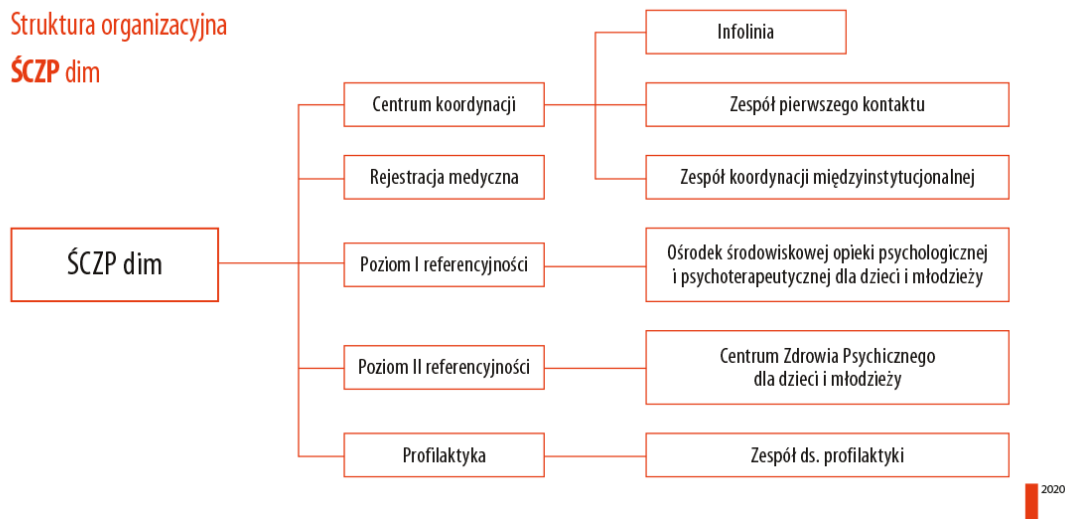 Struktura organizacyjna
ŚCZP dim
Infolinia
Centrum koordynacji
Zespół pierwszego kontaktu
Rejestracja medyczna
Zespół koordynacji międzyinstytucjonalnej
ŚCZP dim
Poziom I referencyjności
Ośrodek środowiskowej opieki psychologicznej
i psychoterapeutycznej dla dzieci i młodzieży
Poziom II referencyjności
Centrum Zdrowia Psychicznego
dla dzieci i młodzieży
Profilaktyka
Zespół ds. profilaktyki
2020